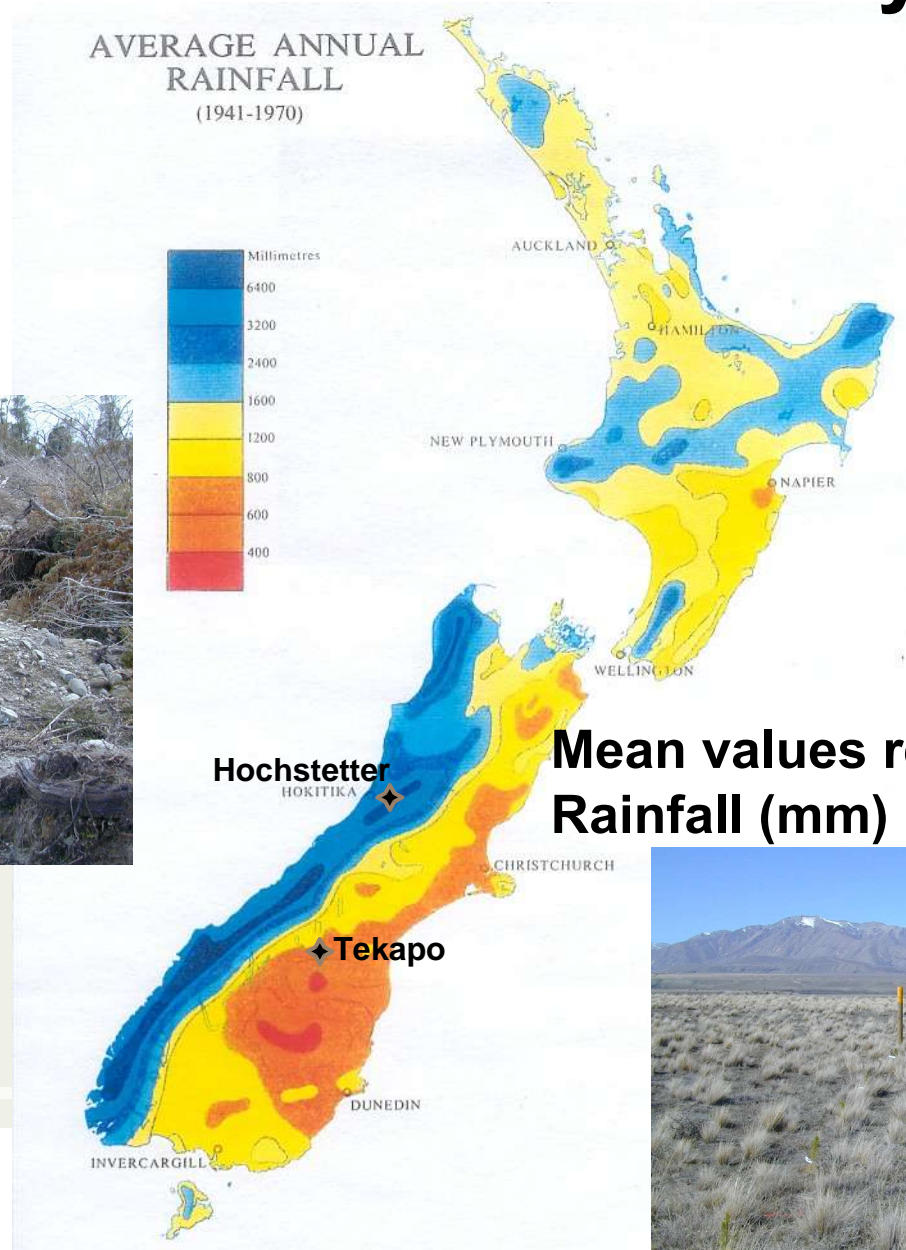 AVERAGE ANNUAL
RAINFALL
(1941-1970)
Millimetres
6400
3200
2400
1600
1200
800
600
400
AUCKLAND
HAMILTON
NEW PLYMOUTH
NAPIER
WELLINGTON
Hochstetter
HOKITIKA
Mean values
Rainfall (mm)
CHRISTCHURCH
Tekapo
DUNEDIN
INVERCARGILL